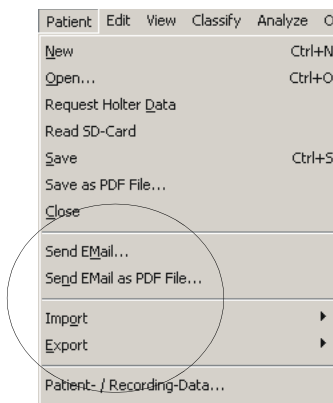 Patient Edit View Classify Analyze
New Ctrl+N
Open... Ctrl+O
Request Holter Data
Read SD-Card
Save Ctrl+S
Save as PDF File...
Close
Send EMail...
Send EMail as PDF File...
Import
Export
Patient- / Recording-Data...